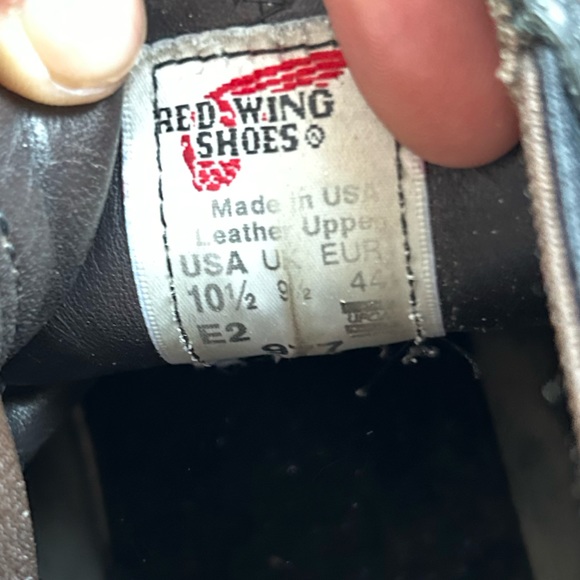 RED WING
SHOES®
Made in USA
Leather Upper
USA UK EUR
10½ 9½ 44
E2